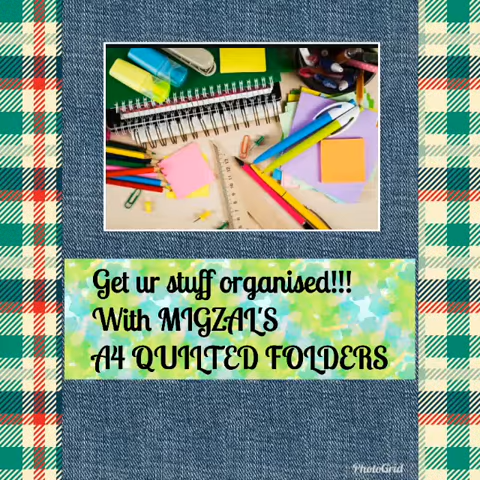 Get ur stuff organised!!!
With MIGZAL'S
A4 QUILTED FOLDERS
PhotoGrid